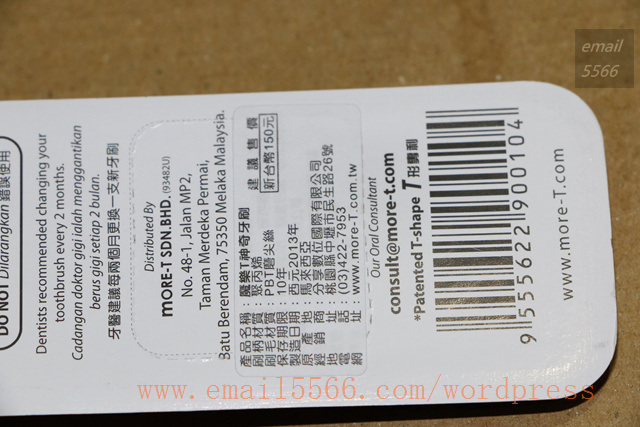 email
5566
DO NOT Dilarangkan 錯誤使用
Dentists recommended changing your
toothbrush every 2 months.
Cadangan doktor gigi ialah menggantikan
berus gigi setiap 2 bulan.
牙醫建議每兩個月更換一支新牙刷
Distributed By
MORE-T SDN.BHD. (93482U)
No. 48-1, Jalan MP2,
Taman Merdeka Permai,
Batu Berendam, 75350 Melaka Malaysia.
建議售價
新台幣150元
產品名稱：魔樂T神奇牙刷
刷柄材質：聚丙烯
刷毛材質：PBT磨尖絲
保存期限：10年
製造日期：西元2013年
原產地：馬來西亞
經銷商：分享數位國際有限公司
地址：桃園縣中壢市民生路26號
電話：(03)422-7953
網址：www.more-T.com.tw
Our Oral Consultant
consult@more-t.com
*Patented T-shape T形專利
9 555622 900104
www.more-T.com
www.email5566.com/wordpress